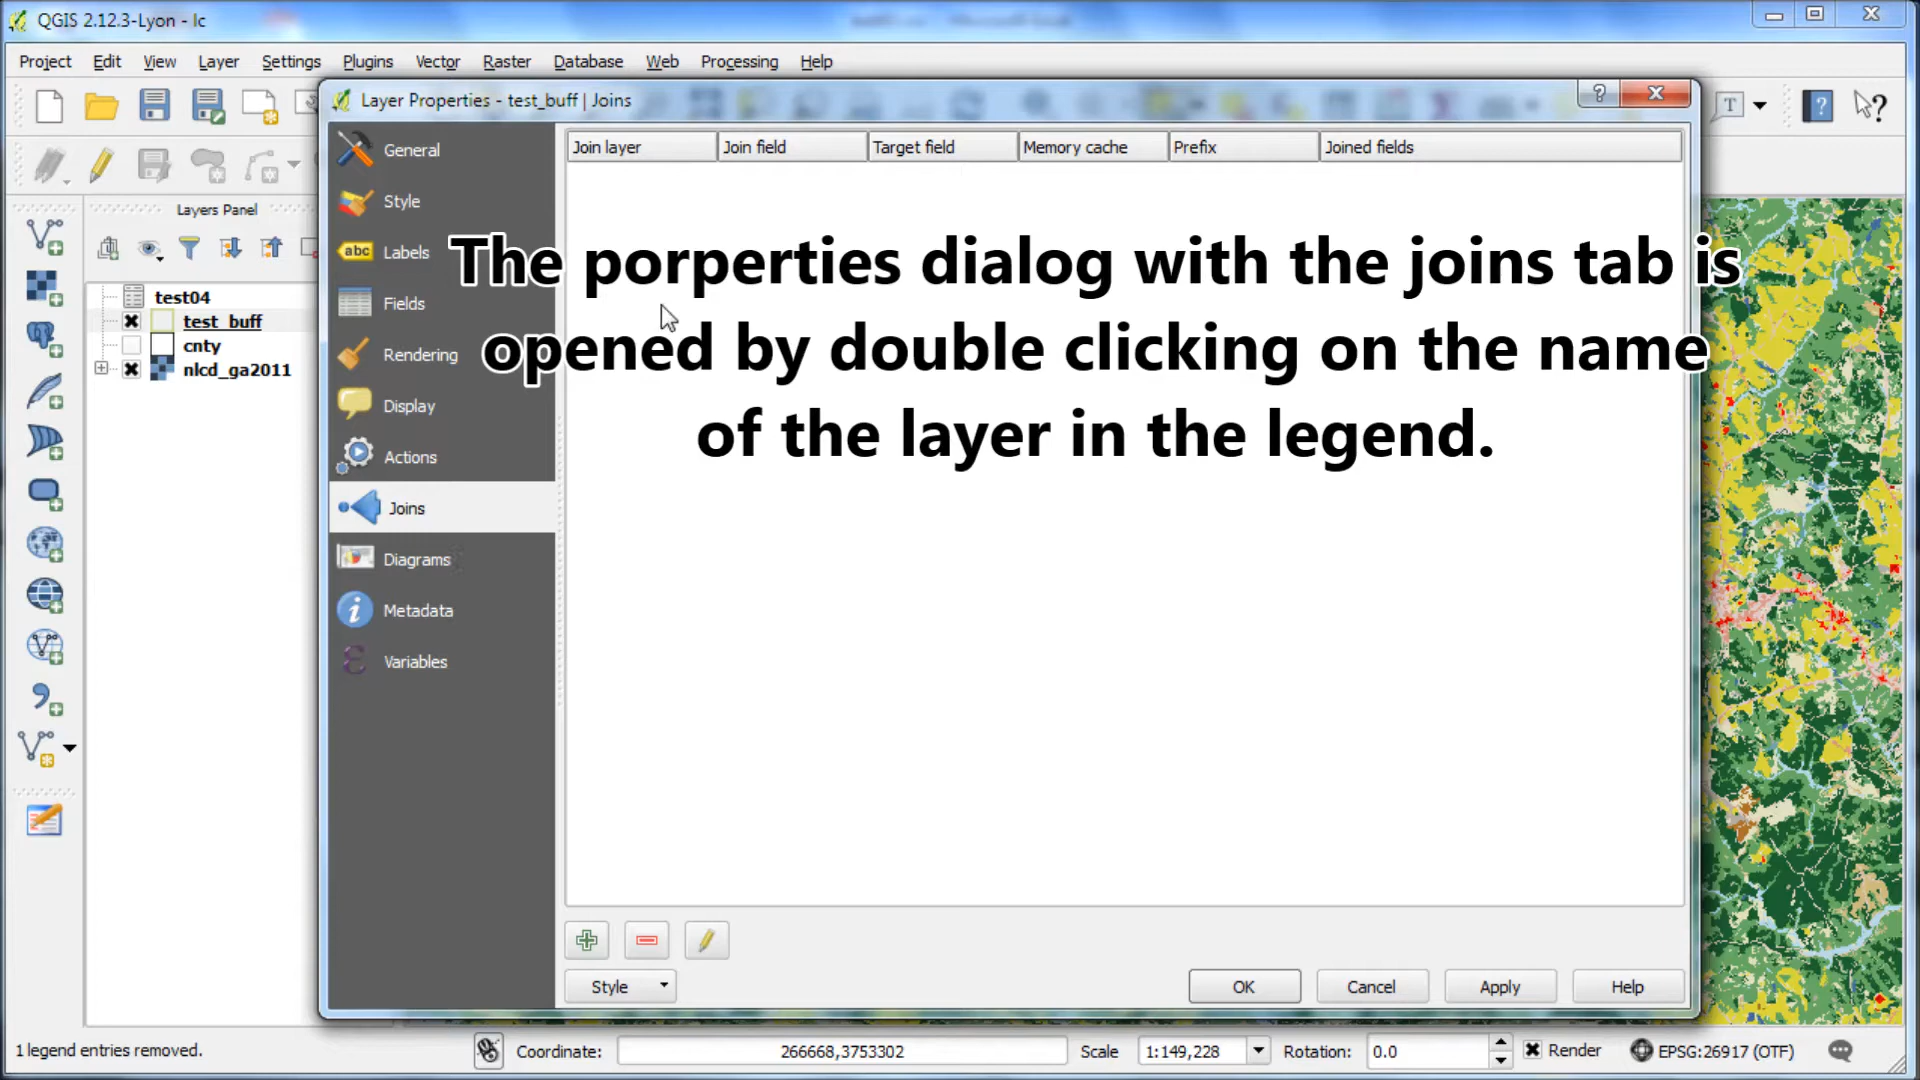 QGIS 2.12.3-Lyon - lc
Project Edit View Layer Settings Plugins Vector Raster Database Web Processing Help
Layer Properties - test_buff | Joins
Layers Panel
test04
test_buff
cnty
nlcd_ga2011
General
Style
abc Labels
Fields
Rendering
Display
Actions
Joins
Diagrams
Metadata
Variables
Join layer Join field Target field Memory cache Prefix Joined fields
The porperties dialog with the joins tab is
opened by double clicking on the name
of the layer in the legend.
Style OK Cancel Apply Help
1 legend entries removed. Coordinate: 266668,3753302 Scale 1:149,228 Rotation: 0.0 Render EPSG:26917 (OTF)